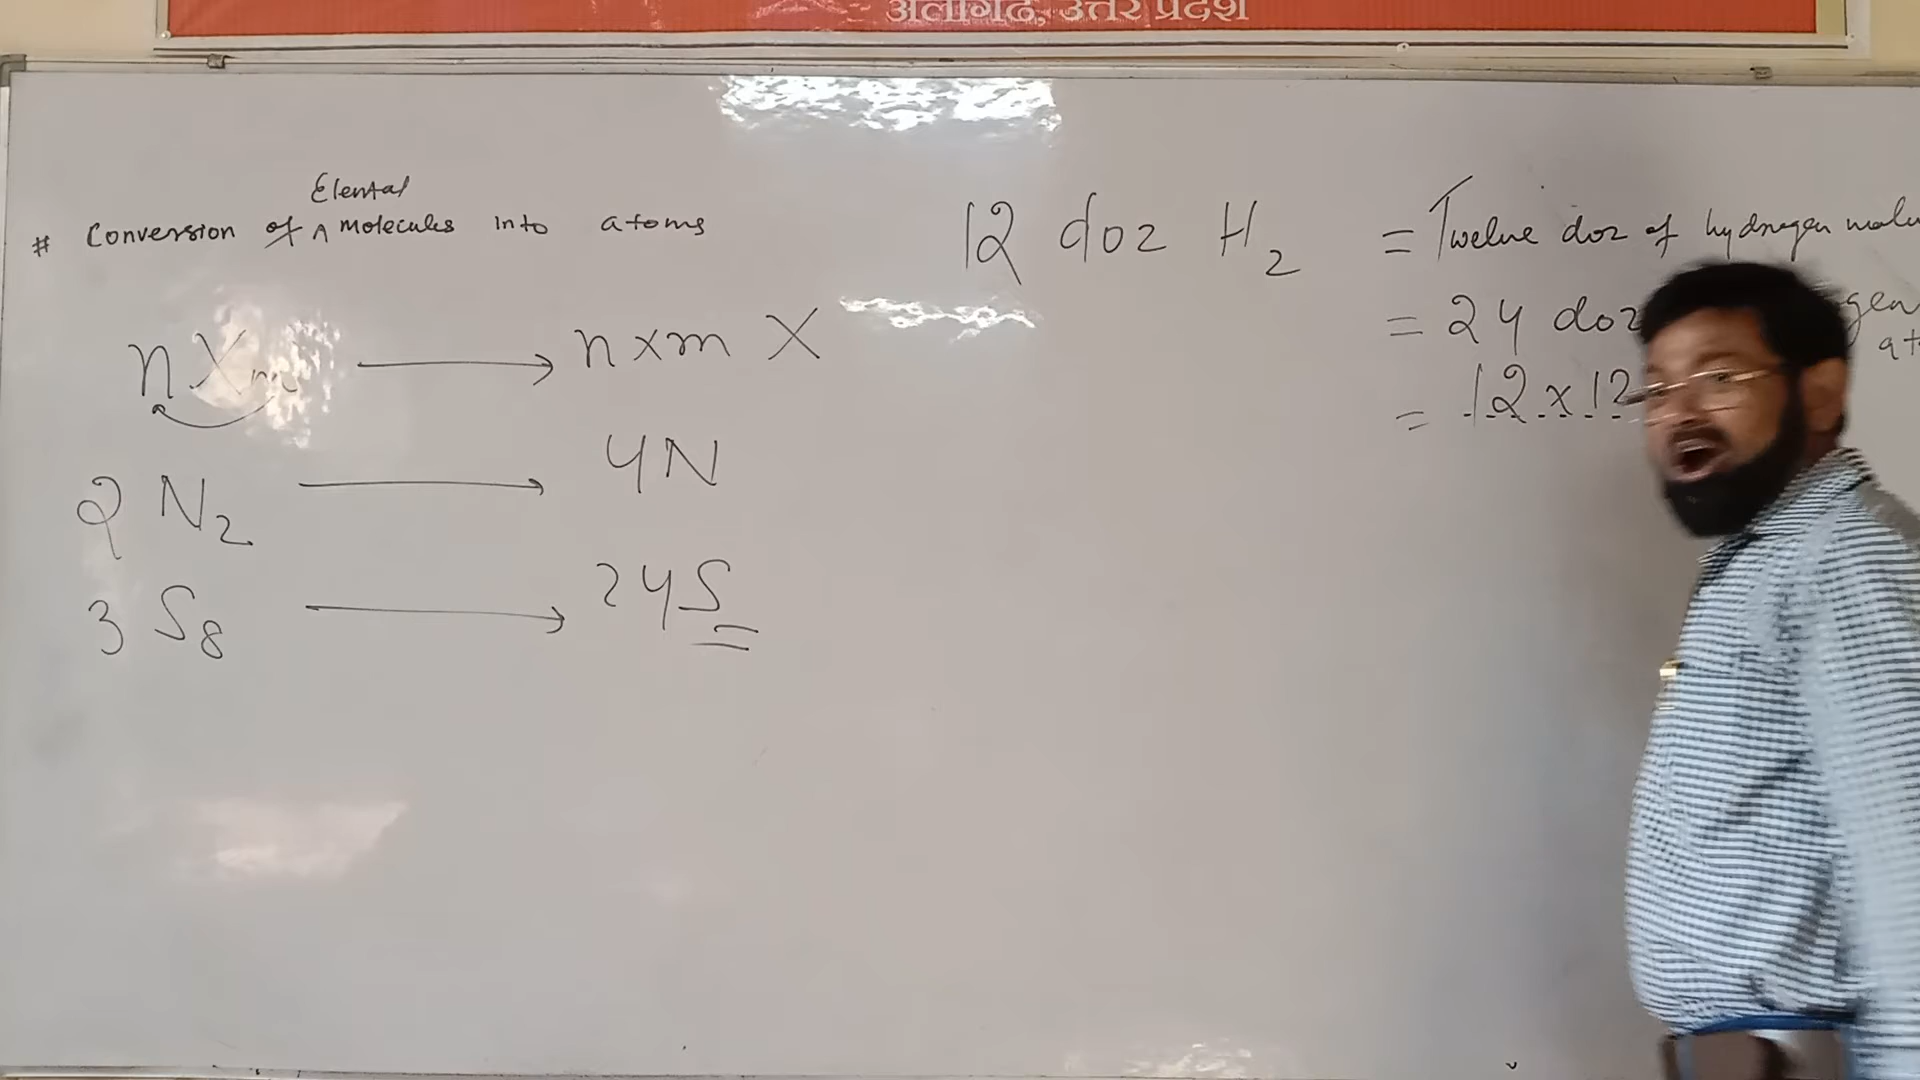 अलीगढ़, उत्तर प्रदेश
# Conversion of ∧ Elental molecules into atoms
nXm → n×m X
2 N₂ → 4N
3 S₈ → 24S
12 doz H₂ = Twelve doz of hydrogen
= 24 doz
= 12×12